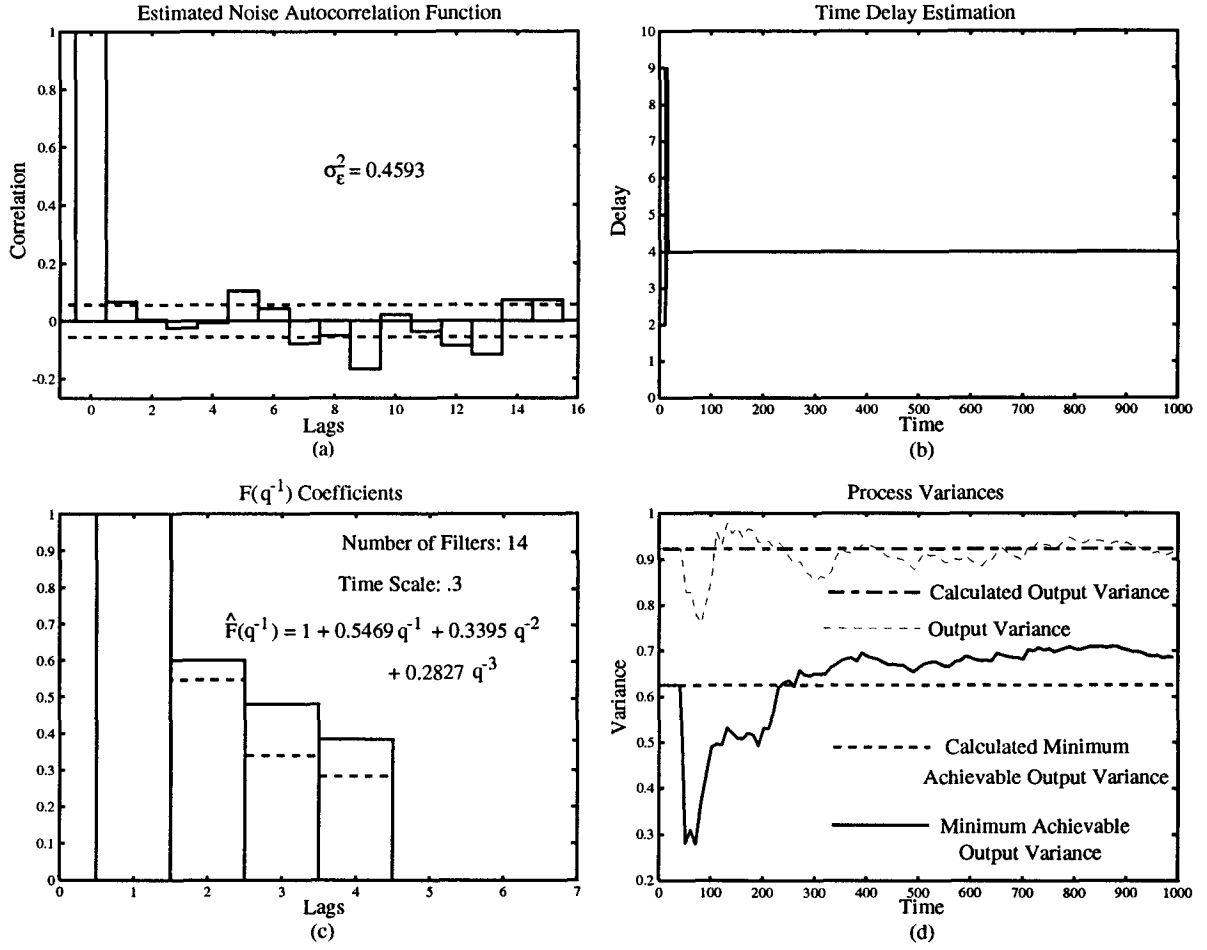 Estimated Noise Autocorrelation Function
1
0.8
0.6
0.4
0.2
0
-0.2
Correlation
σ_ε^2 = 0.4593
0 2 4 6 8 10 12 14 16
Lags
(a)
Time Delay Estimation
10
9
8
7
6
5
4
3
2
1
0
Delay
0 100 200 300 400 500 600 700 800 900 1000
Time
(b)
F(q^-1) Coefficients
1
0.9
0.8
0.7
0.6
0.5
0.4
0.3
0.2
0.1
0
Number of Filters: 14
Time Scale: .3
F̂(q^-1) = 1 + 0.5469 q^-1 + 0.3395 q^-2
+ 0.2827 q^-3
0 1 2 3 4 5 6 7
Lags
(c)
Process Variances
1
0.9
0.8
0.7
0.6
0.5
0.4
0.3
0.2
Variance
Calculated Output Variance
Output Variance
Calculated Minimum
Achievable Output Variance
Minimum Achievable
Output Variance
0 100 200 300 400 500 600 700 800 900 1000
Time
(d)